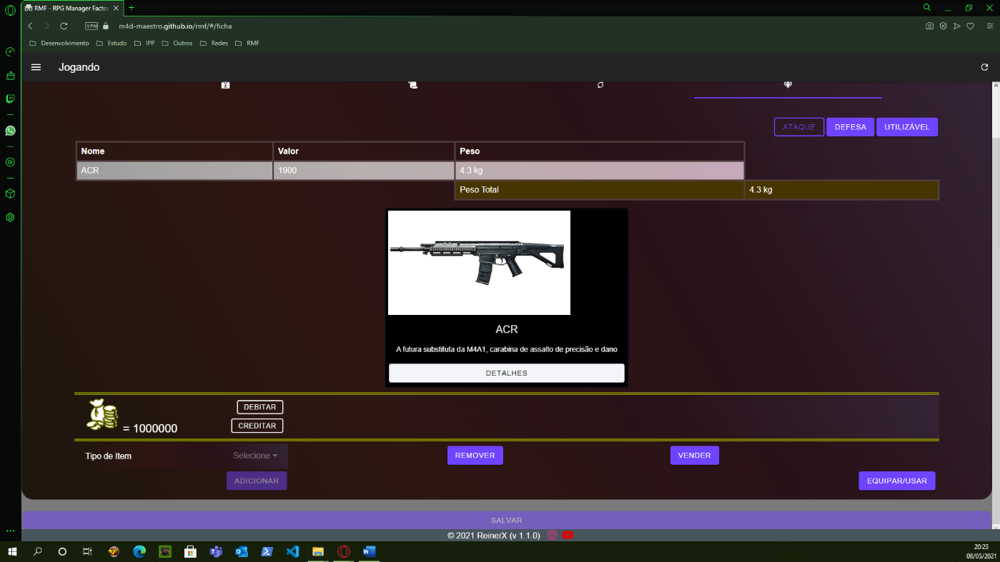 RMF - RPG Manager Facto
VPN m4d-maestro.github.io/rmf/#/ficha
Desenvolvimento Estudo IPP Outros Redes RMF
Jogando
ATAQUE DEFESA UTILIZÁVEL
Nome Valor Peso
ACR 1900 4.3 kg
Peso Total 4.3 kg
ACR
A futura substituta da M4A1, carabina de assalto de precisão e dano
DETALHES
DEBITAR
= 1000000
CREDITAR
Tipo de Item Selecione REMOVER VENDER
ADICIONAR EQUIPAR/USAR
SALVAR
© 2021 ReinerX (v 1.1.0)
20:23
08/05/2021